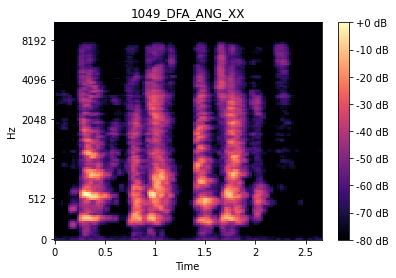 1049_DFA_ANG_XX
+0 dB
8192
-10 dB
4096
-20 dB
-30 dB
2048
Hz
-40 dB
1024
-50 dB
512
-60 dB
-70 dB
0
-80 dB
0 0.5 1 1.5 2 2.5
Time